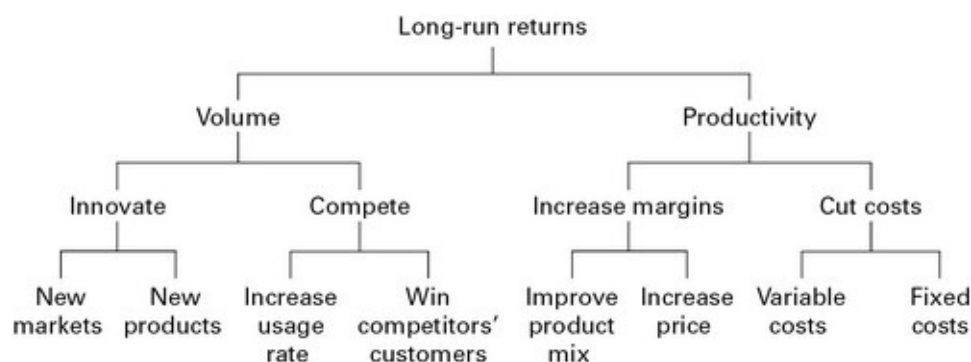 Long-run returns
Volume
Productivity
Innovate
Compete
Increase margins
Cut costs
New
markets
New
products
Increase
usage
rate
Win
competitors'
customers
Improve
product
mix
Increase
price
Variable
costs
Fixed
costs